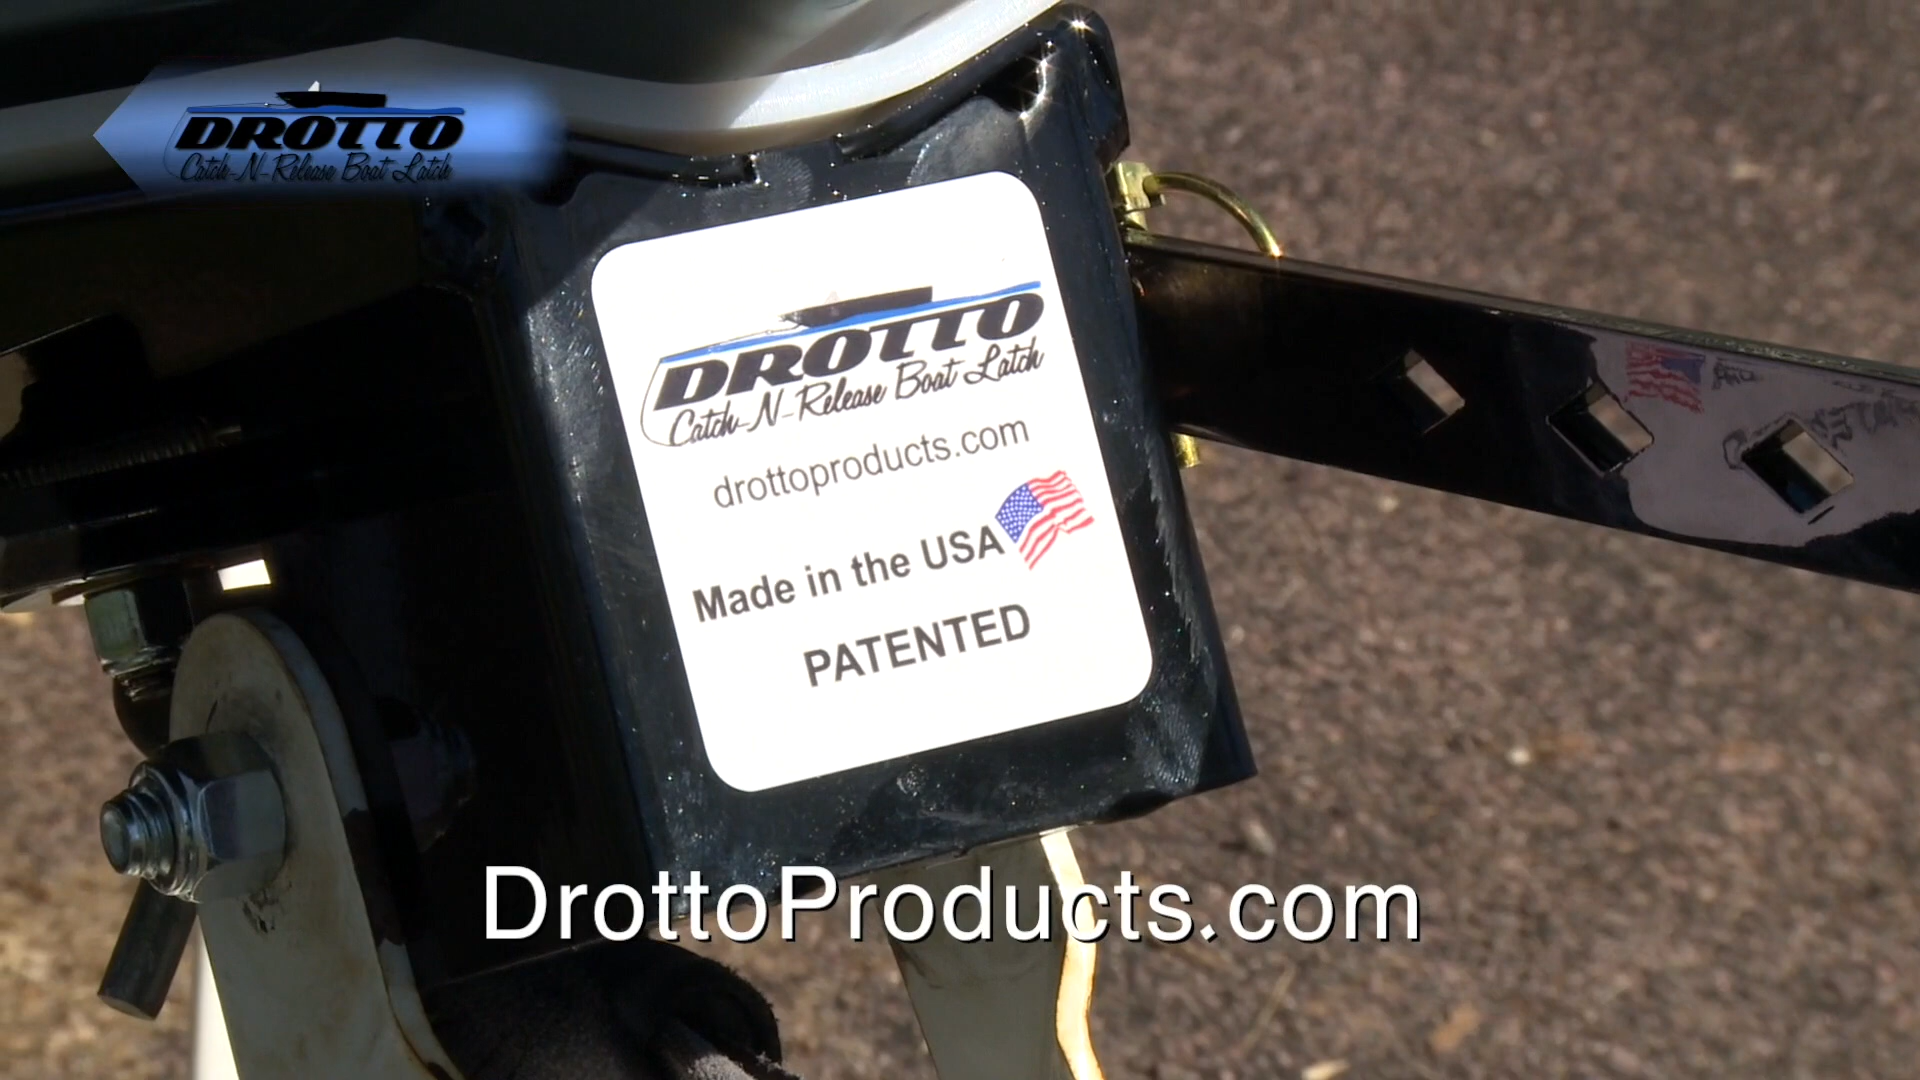 DROTTO
Catch-N-Release Boat Latch
DROTTO
Catch-N-Release Boat Latch
drottoproducts.com
Made in the USA
PATENTED
DrottoProducts.com